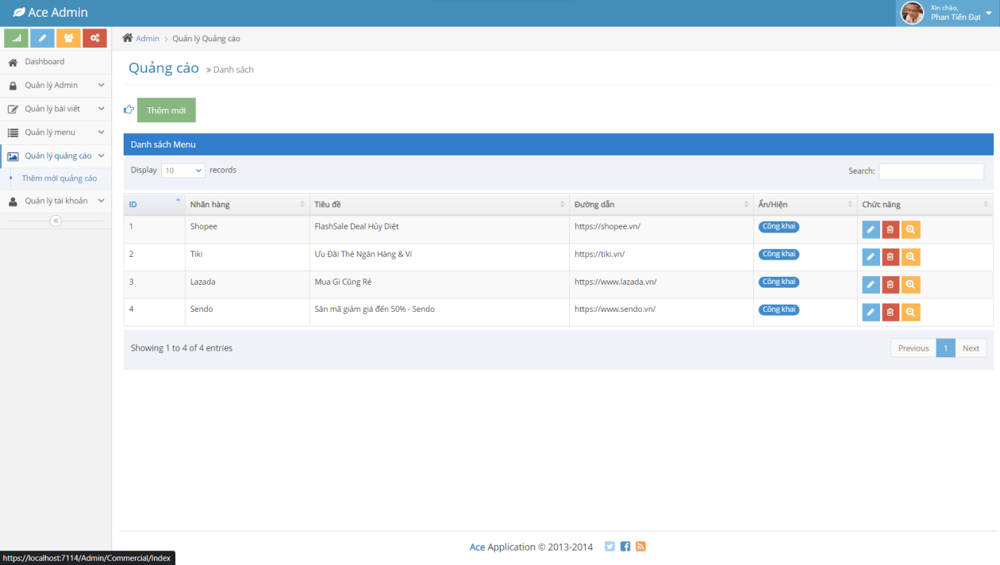 Ace Admin
Xin chào,
Phan Tiến Đạt
Admin
Quản lý Quảng cáo
Dashboard
Quản lý Admin
Quản lý bài viết
Quản lý menu
Quản lý quảng cáo
Thêm mới quảng cáo
Quản lý tài khoản
Quảng cáo » Danh sách
Thêm mới
Danh sách Menu
Display 10 records
Search:
ID Nhãn hàng Tiêu đề Đường dẫn Ẩn/Hiện Chức năng
1 Shopee FlashSale Deal Hủy Diệt https://shopee.vn/ Công khai
2 Tiki Ưu Đãi Thẻ Ngân Hàng & Ví https://tiki.vn/ Công khai
3 Lazada Mua Gì Cũng Rẻ https://www.lazada.vn/ Công khai
4 Sendo Săn mã giảm giá đến 50% - Sendo https://www.sendo.vn/ Công khai
Showing 1 to 4 of 4 entries
Previous 1 Next
Ace Application © 2013-2014
https://localhost:7114/Admin/Commercial/Index